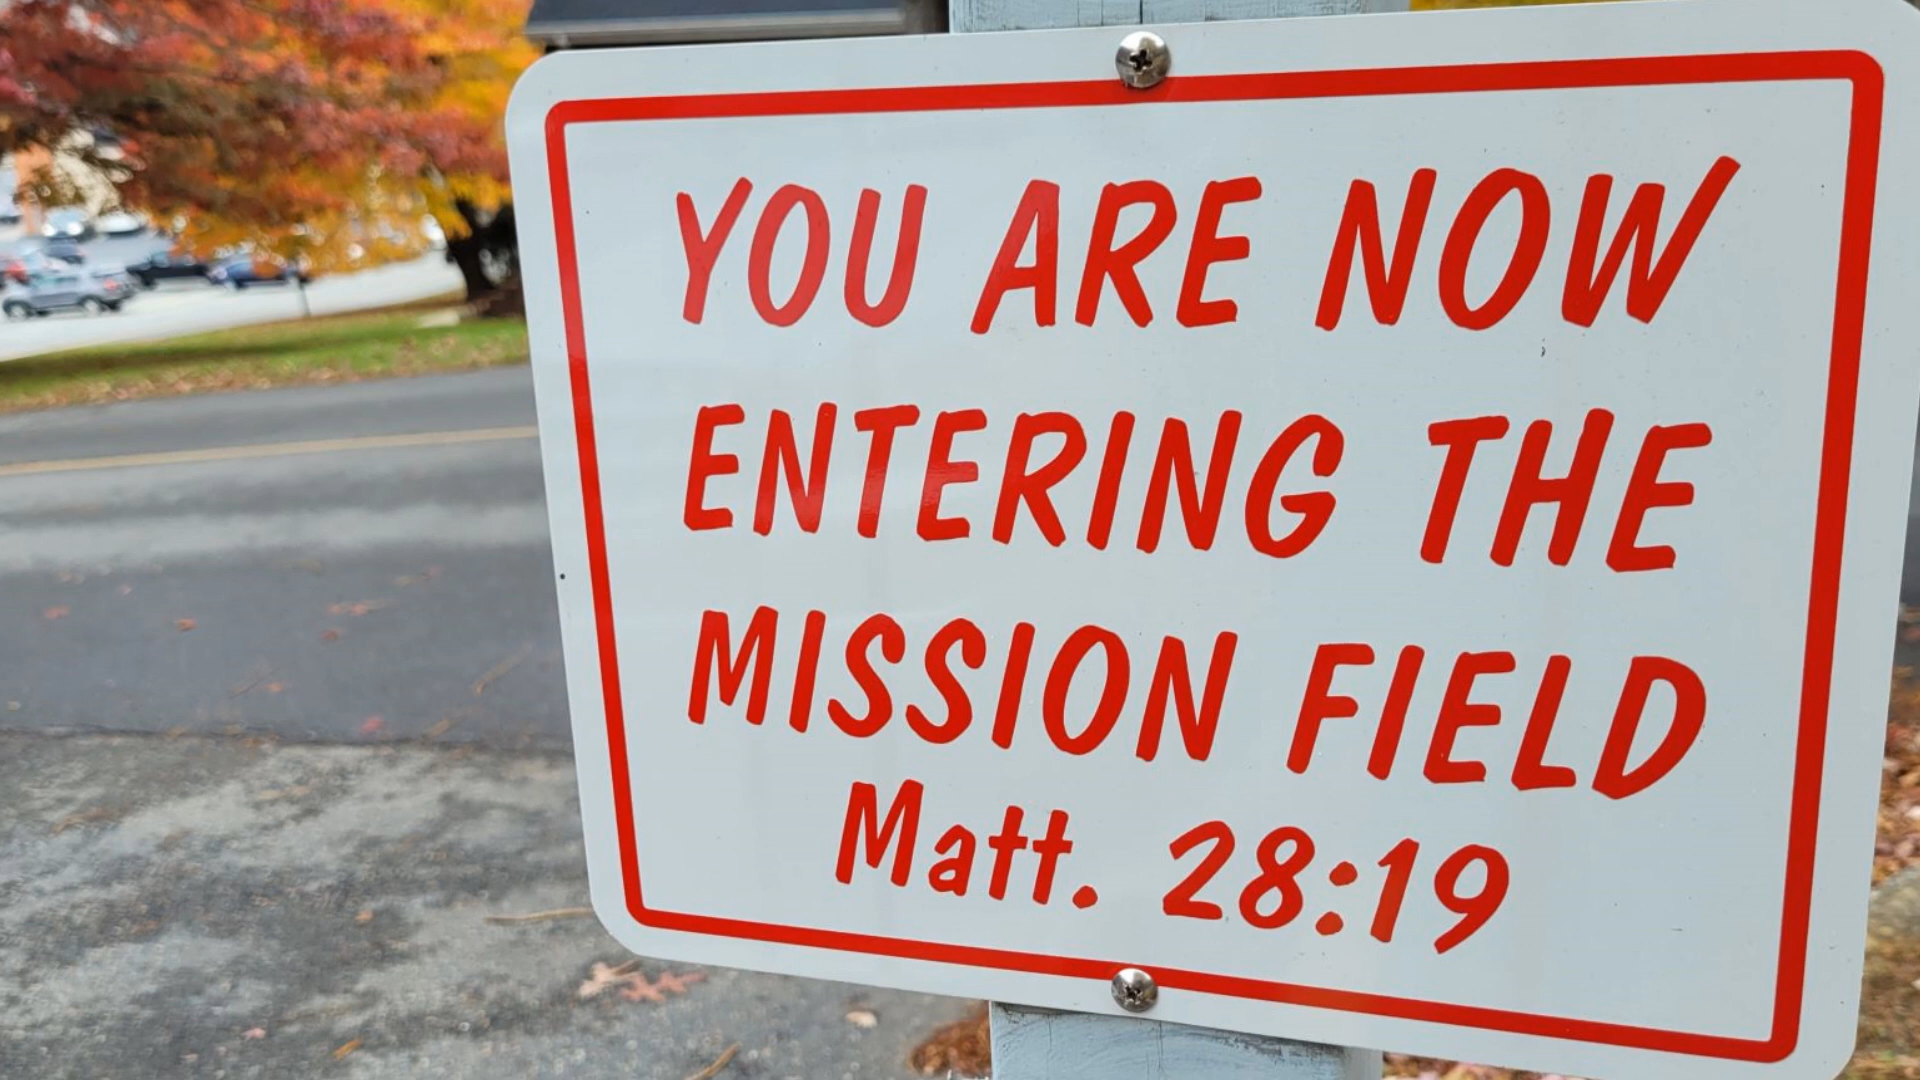 YOU ARE NOW
ENTERING THE
MISSION FIELD
Matt. 28:19